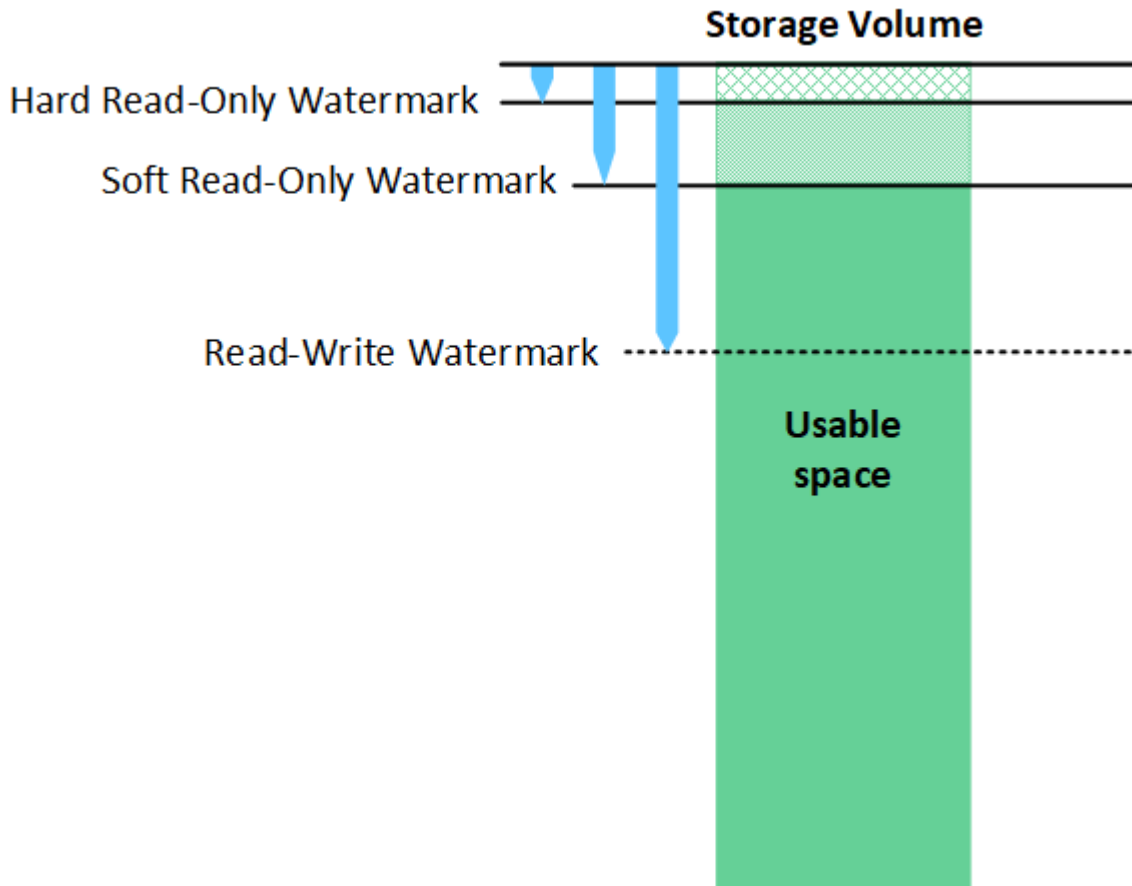 Storage Volume
Hard Read-Only Watermark
Soft Read-Only Watermark
Read-Write Watermark
Usable
space